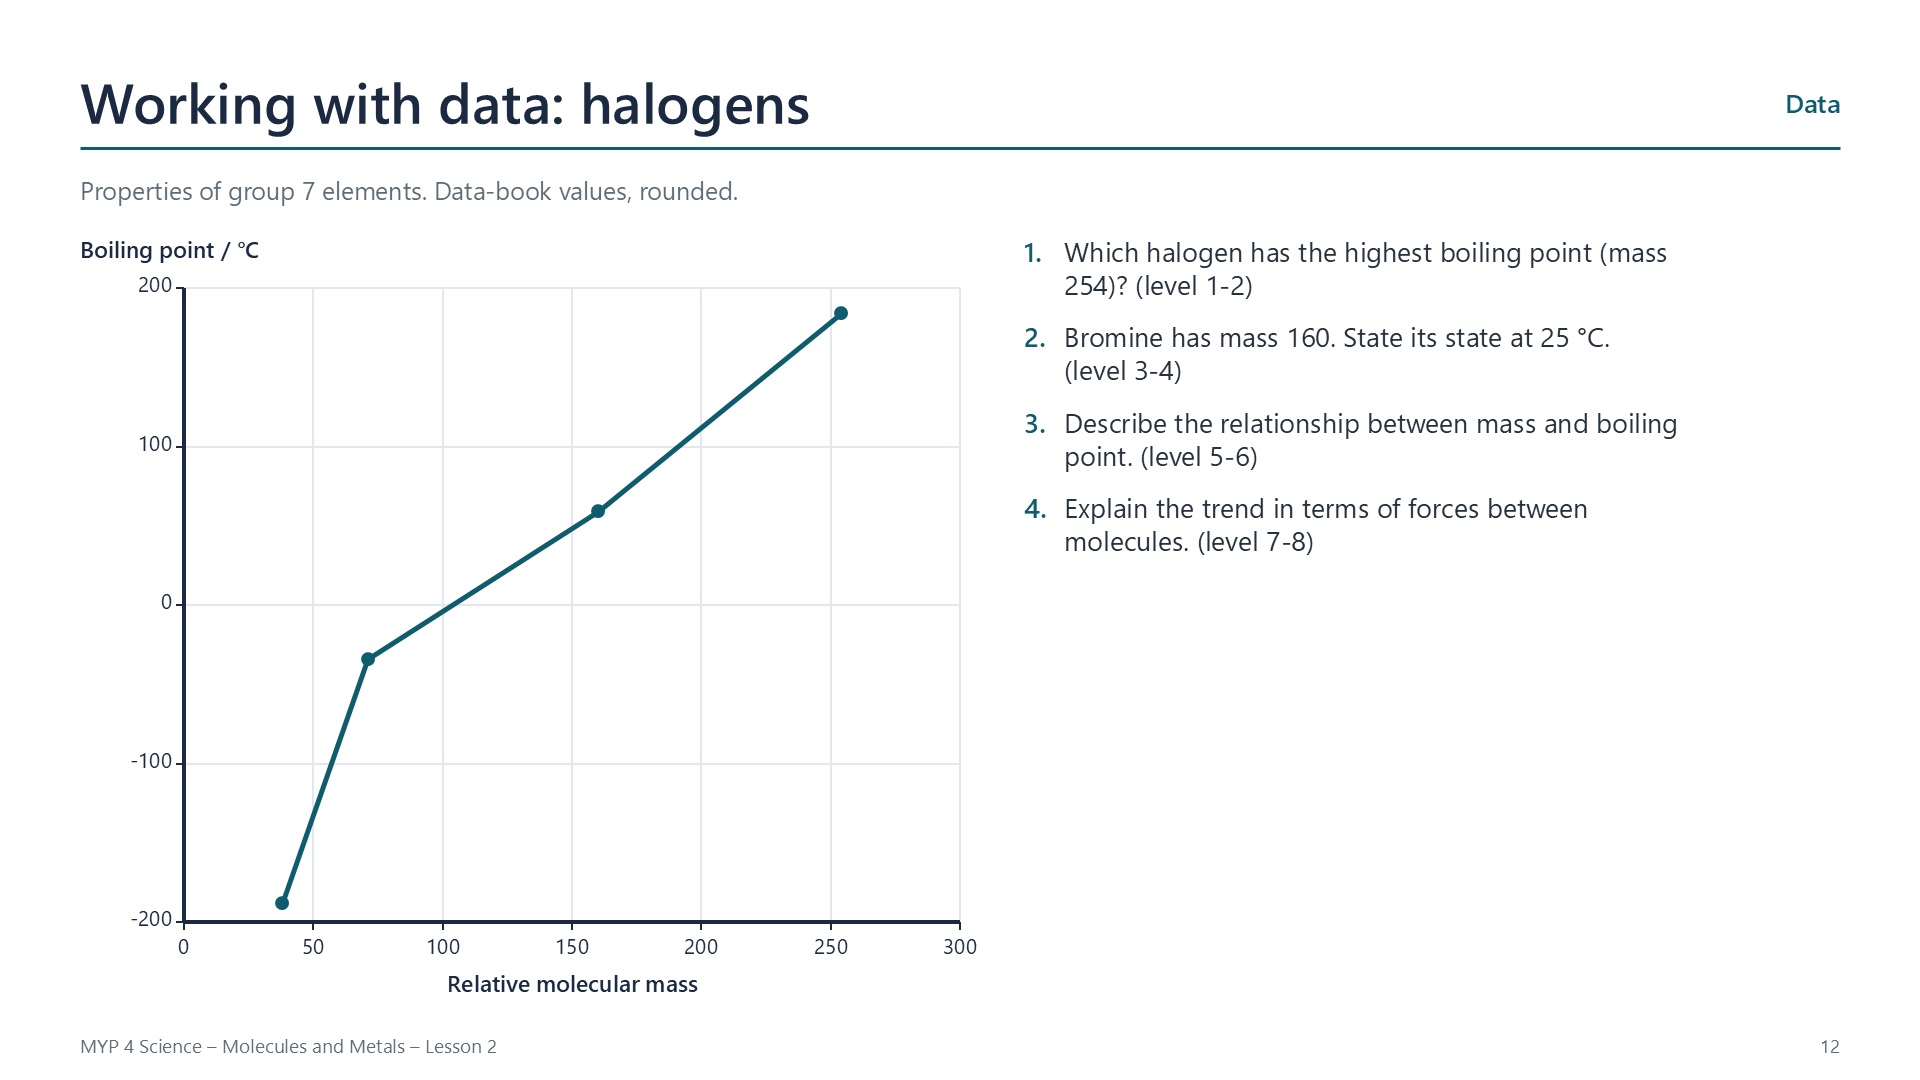 Working with data: halogens
Data
Properties of group 7 elements. Data-book values, rounded.
Boiling point / °C
200
100
0
-100
-200
0 50 100 150 200 250 300
Relative molecular mass
1. Which halogen has the highest boiling point (mass
254)? (level 1-2)
2. Bromine has mass 160. State its state at 25 °C.
(level 3-4)
3. Describe the relationship between mass and boiling
point. (level 5-6)
4. Explain the trend in terms of forces between
molecules. (level 7-8)
MYP 4 Science – Molecules and Metals – Lesson 2
12